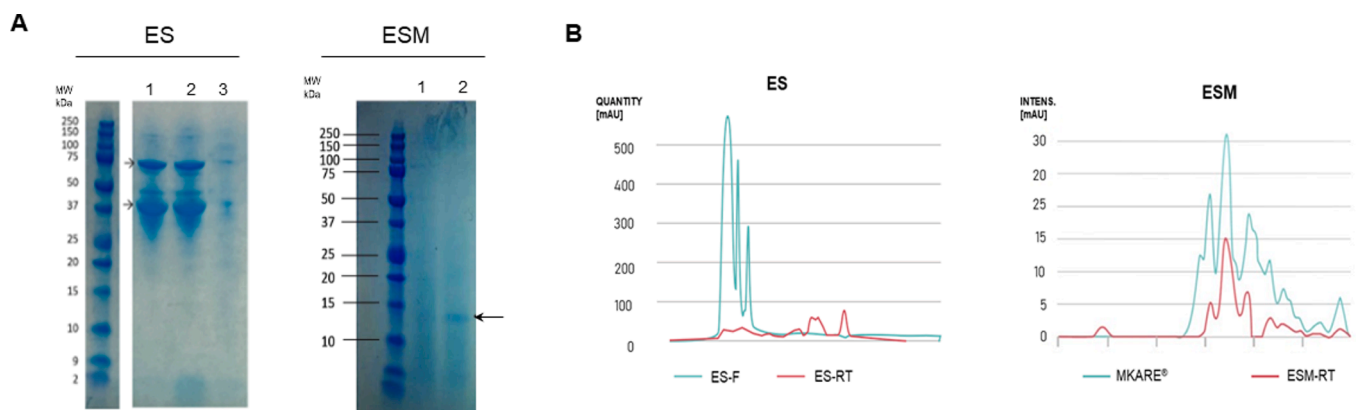 A
ES
MW
kDa
1 2 3
250
150
100
75
50
37
25
20
15
10
9
2
ESM
MW
kDa
1 2
250
150
100
75
50
37
25
20
15
10
B
ES
QUANTITY
[mAU]
500
400
300
200
100
0
ES-F ES-RT
ESM
INTENS.
[mAU]
30
20
25
15
10
5
0
MKARE® ESM-RT